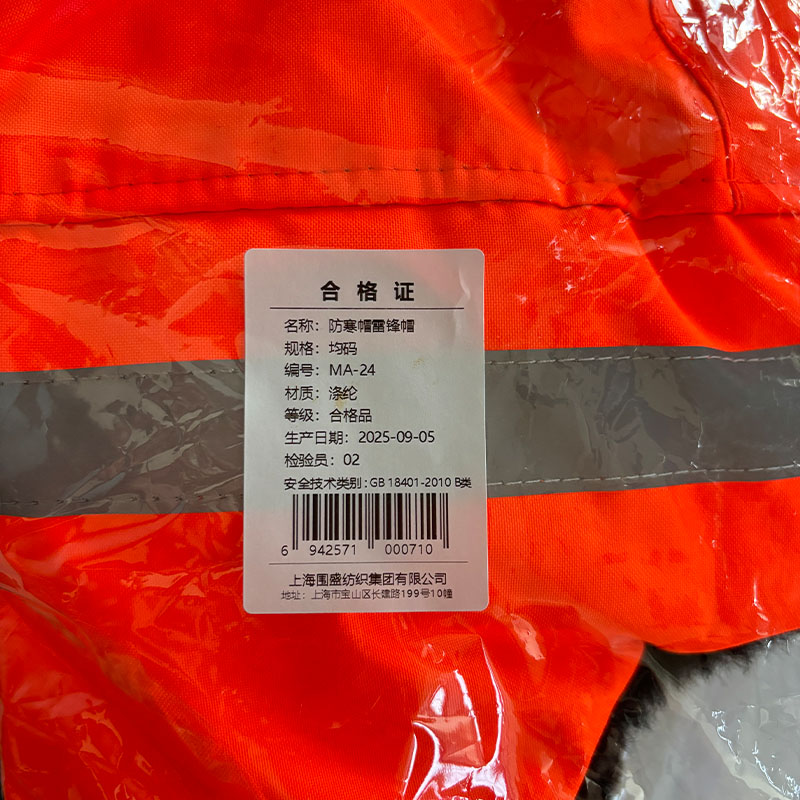 合格证
名称：防寒帽雷锋帽
规格：均码
编号：MA-24
材质：涤纶
等级：合格品
生产日期：2025-09-05
检验员：02
安全技术类别：GB 18401-2010 B类
6 942571 000710
上海围盛纺织集团有限公司
地址：上海市宝山区长建路199号10幢